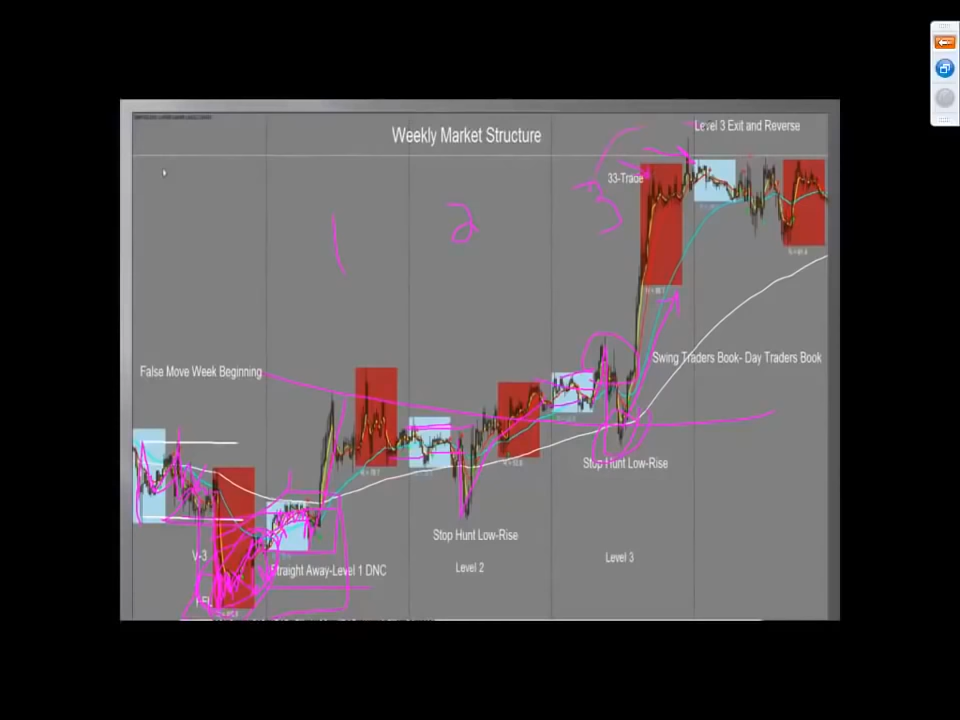 Weekly Market Structure
Level 3 Exit and Reverse
33-Trade
1
2
3
False Move Week Beginning
Swing Traders Book- Day Traders Book
Stop Hunt Low-Rise
Stop Hunt Low-Rise
V-3
Straight Away-Level 1 DNC
Level 2
Level 3